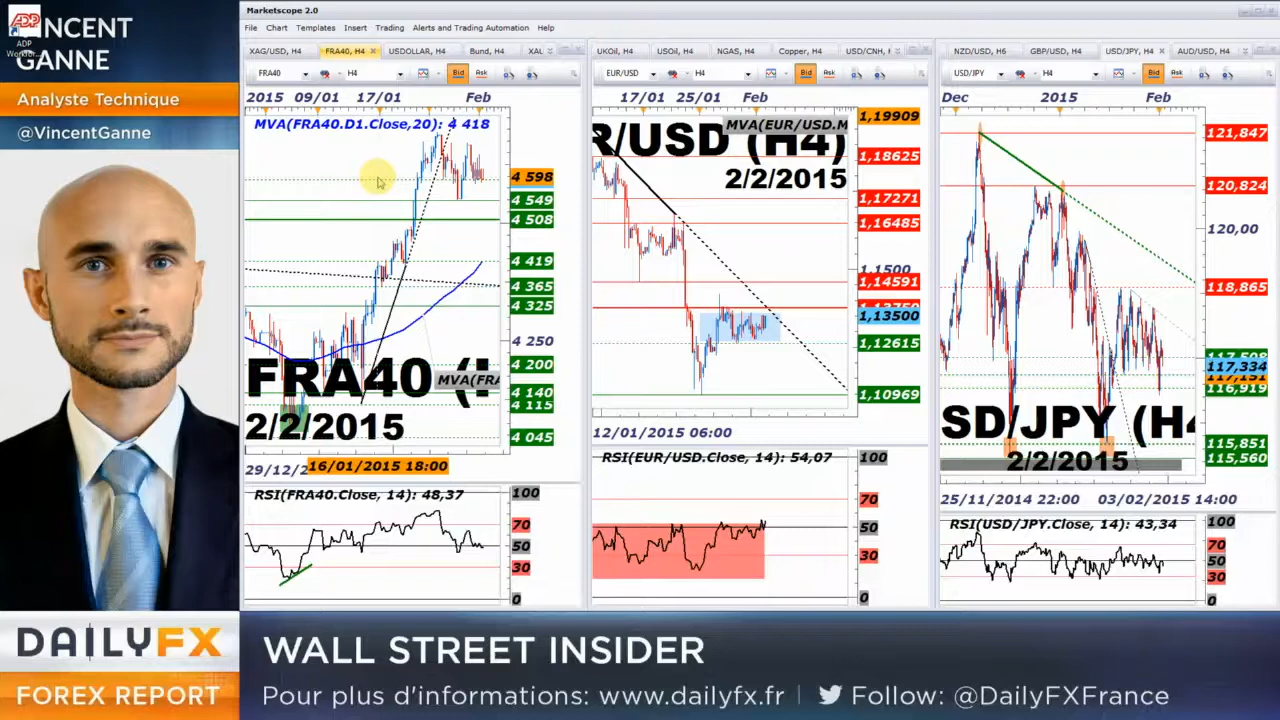 ADP
INCENT
GANNE
Analyste Technique
@VincentGanne
Marketscope 2.0
File Chart Templates Insert Trading Alerts and Trading Automation Help
XAG/USD, H4 FRA40, H4 USDOLLAR, H4 Bund, H4 XAU
FRA40 H4 Bid Ask
2015 09/01 17/01 Feb
MVA(FRA40.D1.Close,20): 4 418
4 598
4 549
4 508
4 419
4 365
4 325
4 250
4 200
4 140
4 115
4 045
FRA40
MVA(FRA
2/2/2015
29/12/2 16/01/2015 18:00
RSI(FRA40.Close, 14): 48,37
100
70
50
30
0
UKOil, H4 USOil, H4 NGAS, H4 Copper, H4 USD/CNH,
EUR/USD H4 Bid Ask
17/01 25/01 Feb
MVA(EUR/USD.M
R/USD (H4)
2/2/2015
1,19909
1,18625
1,17271
1,16485
1,1500
1,14591
1,13500
1,12615
1,10969
12/01/2015 06:00
RSI(EUR/USD.Close, 14): 54,07
100
70
50
30
0
NZD/USD, H6 GBP/USD, H4 USD/JPY, H4 AUD/USD, H4
USD/JPY H4 Bid Ask
Dec 2015 Feb
121,847
120,824
120,00
118,865
117,334
116,919
115,851
115,560
SD/JPY (H4
2/2/2015
25/11/2014 22:00 03/02/2015 14:00
RSI(USD/JPY.Close, 14): 43,34
100
70
50
30
0
DAILYFX
FOREX REPORT
WALL STREET INSIDER
Pour plus d'informations: www.dailyfx.fr | Follow: @DailyFXFrance